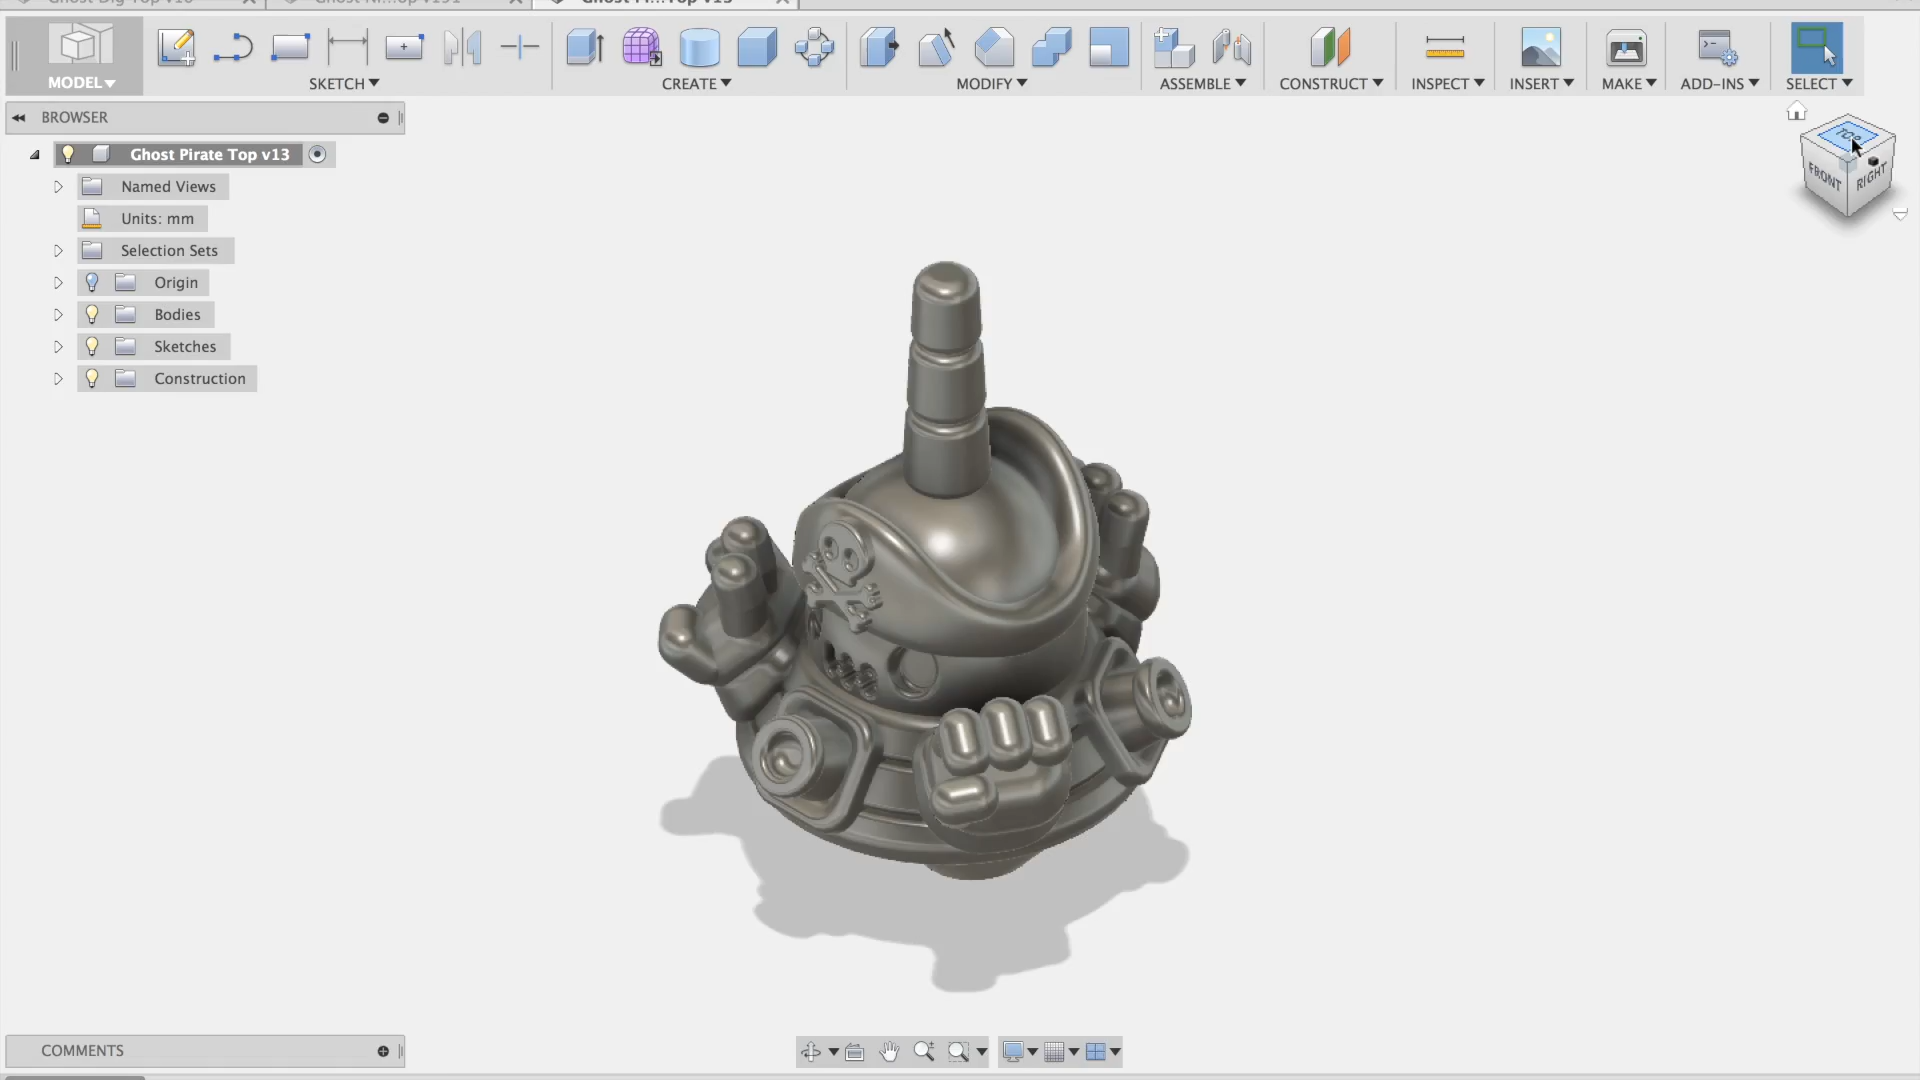 MODEL
SKETCH
CREATE
MODIFY
ASSEMBLE
CONSTRUCT
INSPECT
INSERT
MAKE
ADD-INS
SELECT
BROWSER
Ghost Pirate Top v13
Named Views
Units: mm
Selection Sets
Origin
Bodies
Sketches
Construction
TOP
FRONT
RIGHT
COMMENTS